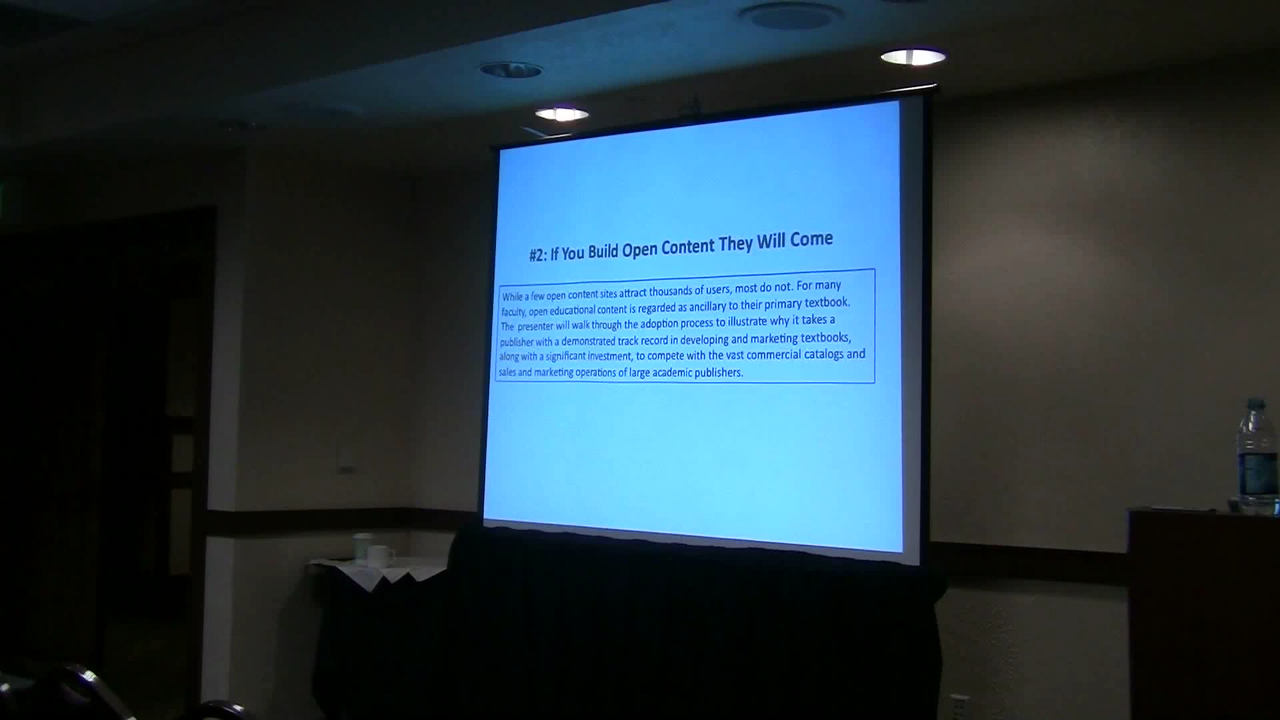 #2: If You Build Open Content They Will Come
While a few open content sites attract thousands of users, most do not. For many
faculty, open educational content is regarded as ancillary to their primary textbook.
The presenter will walk through the adoption process to illustrate why it takes a
publisher with a demonstrated track record in developing and marketing textbooks,
along with a significant investment, to compete with the vast commercial catalogs and
sales and marketing operations of large academic publishers.